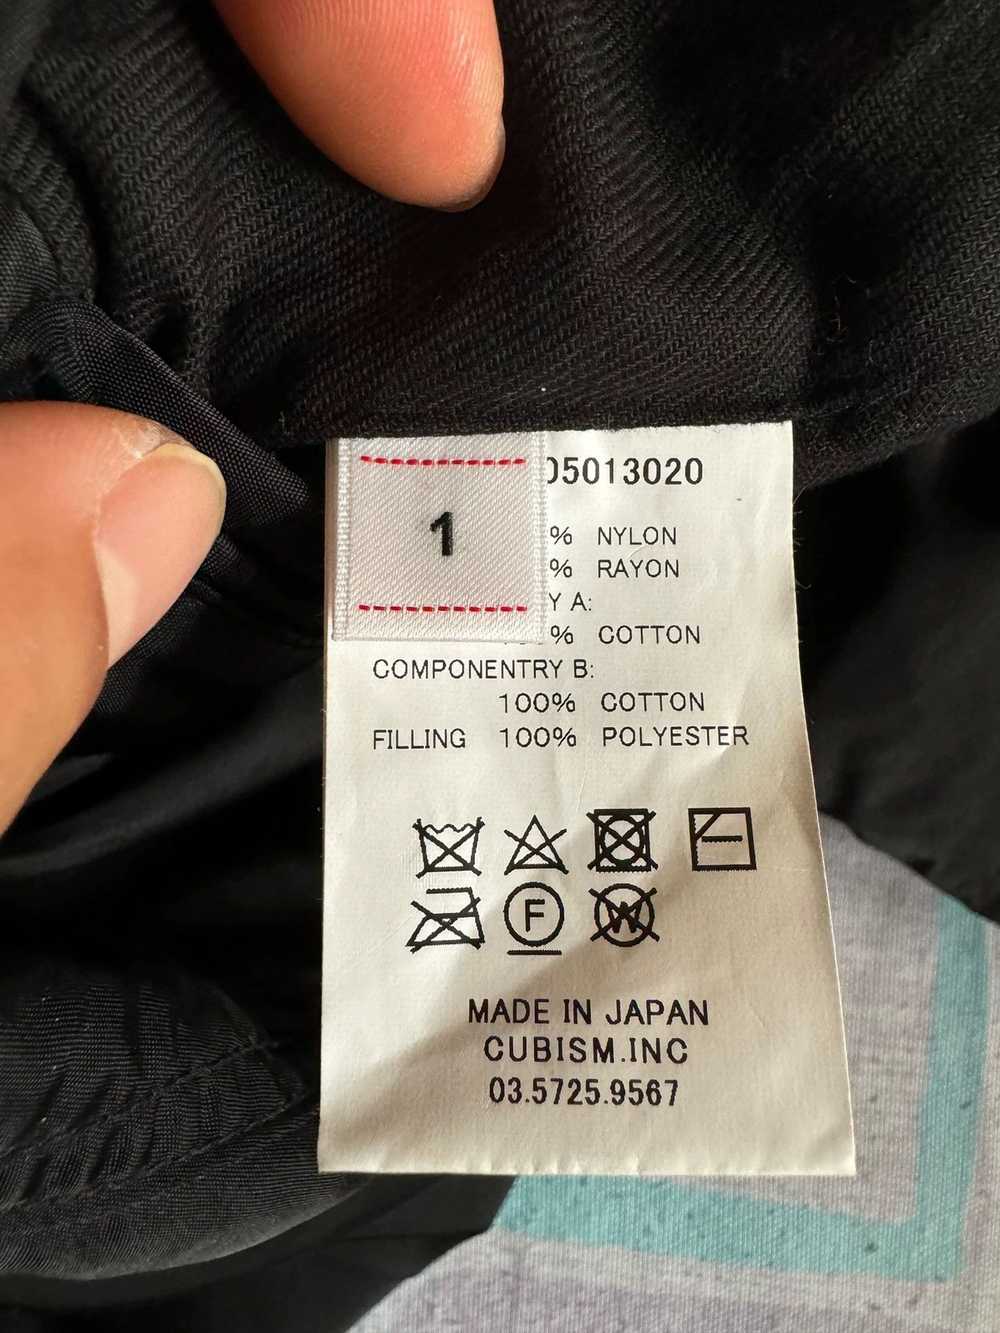 1
05013020
% NYLON
% RAYON
Y A:
% COTTON
COMPONENTRY B:
100% COTTON
FILLING 100% POLYESTER
F
W
MADE IN JAPAN
CUBISM.INC
03.5725.9567